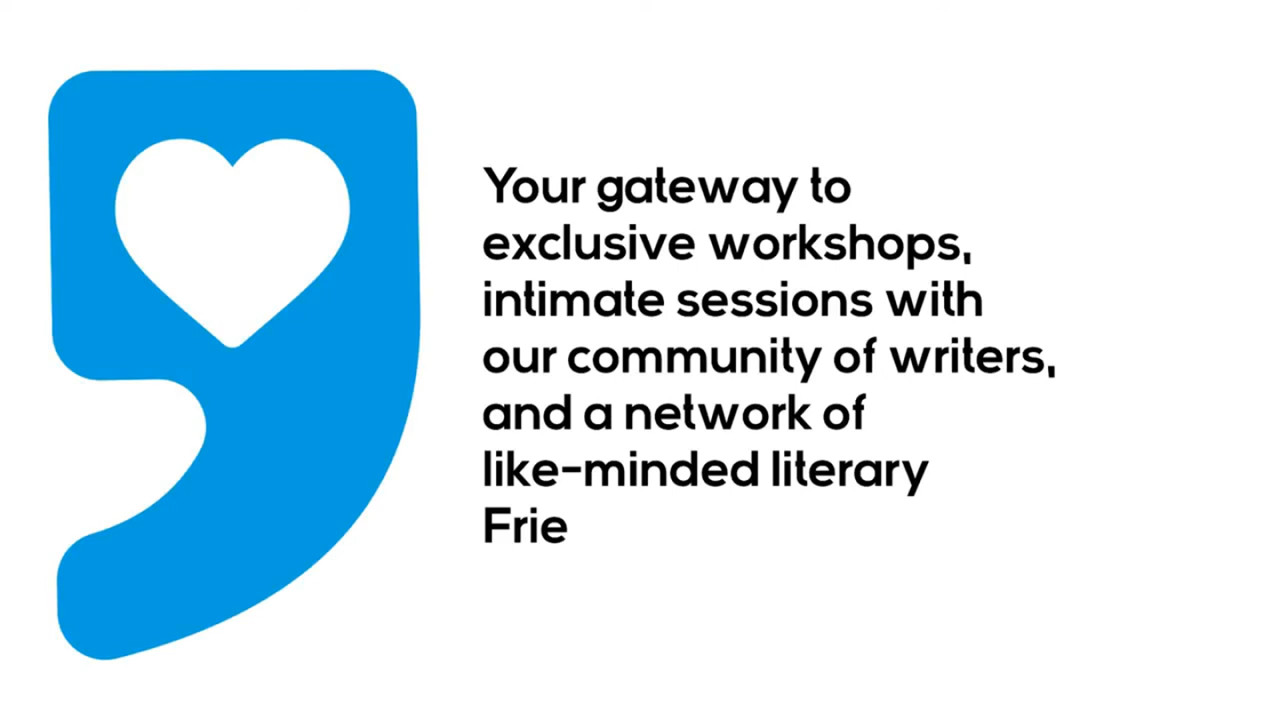 Your gateway to
exclusive workshops,
intimate sessions with
our community of writers,
and a network of
like-minded literary
Frie